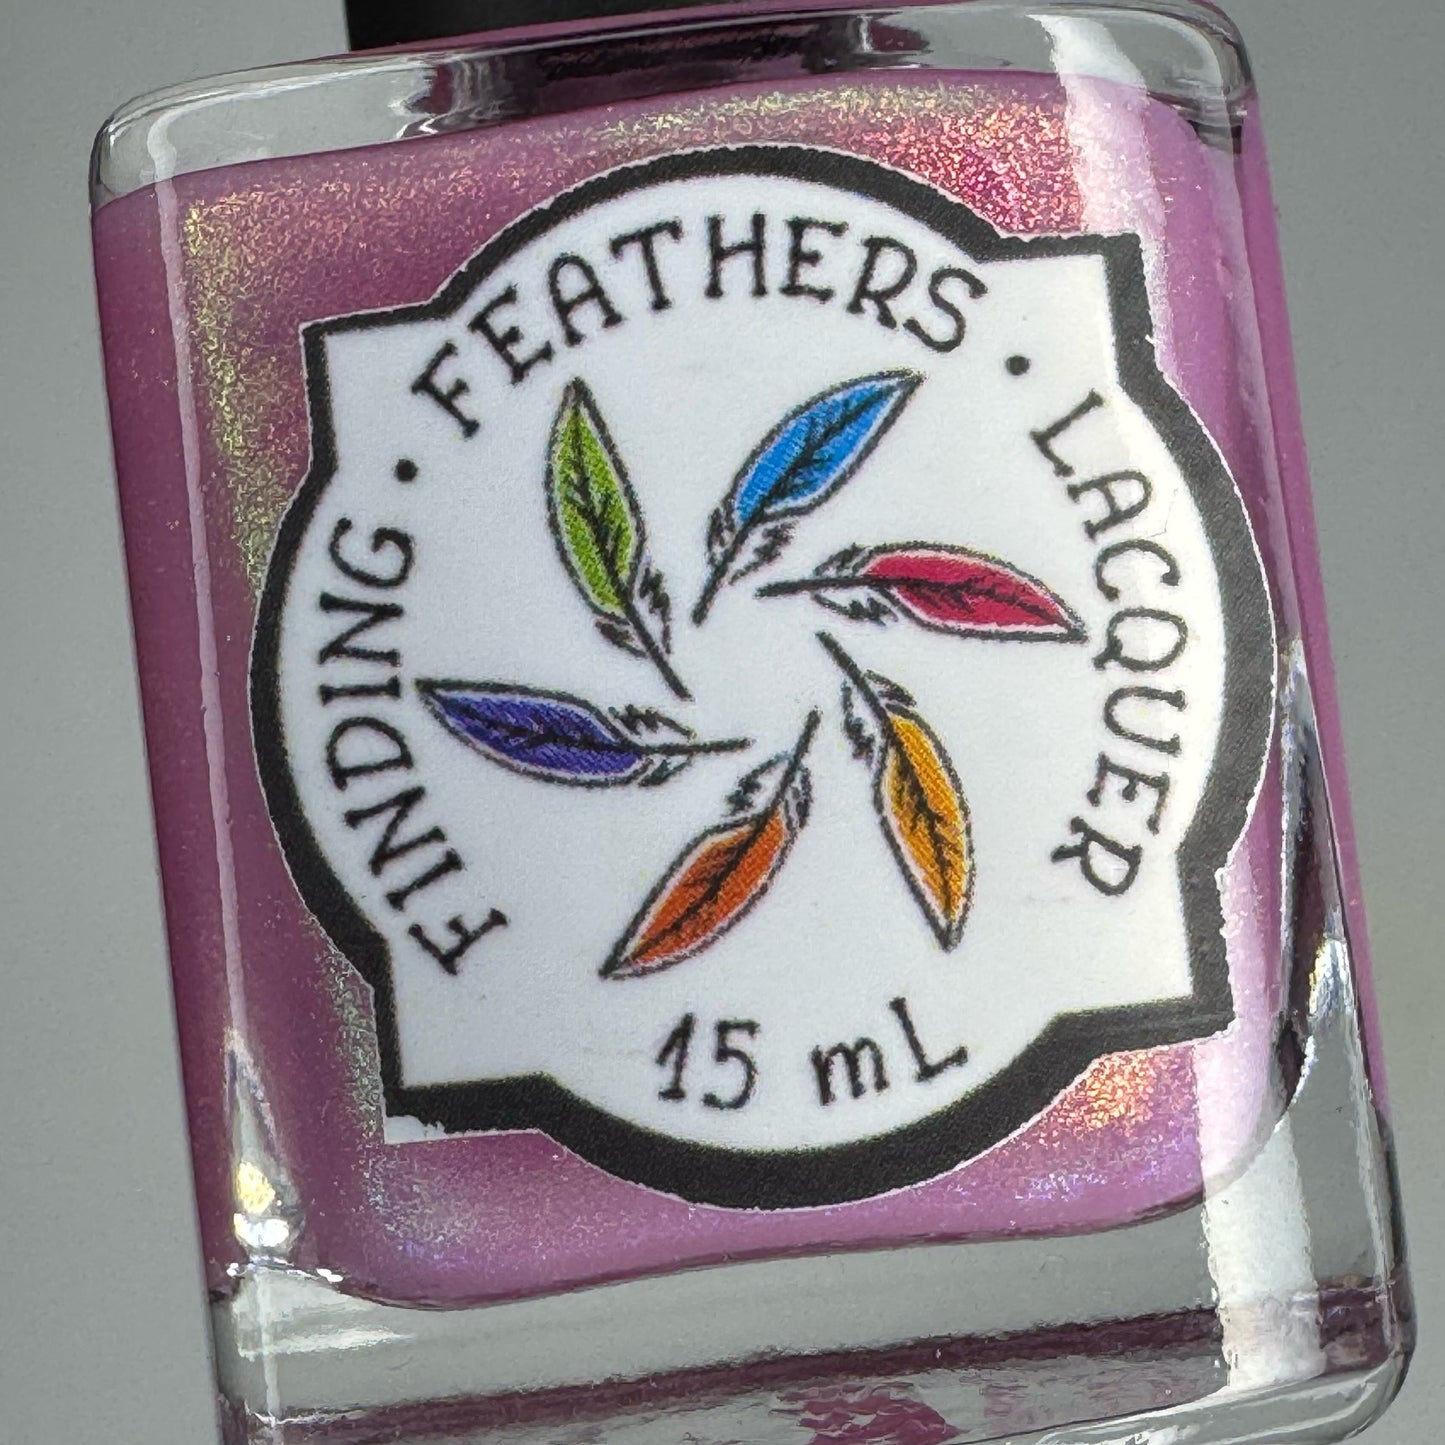 FINDING · FEATHERS · LACQUER
15 mL